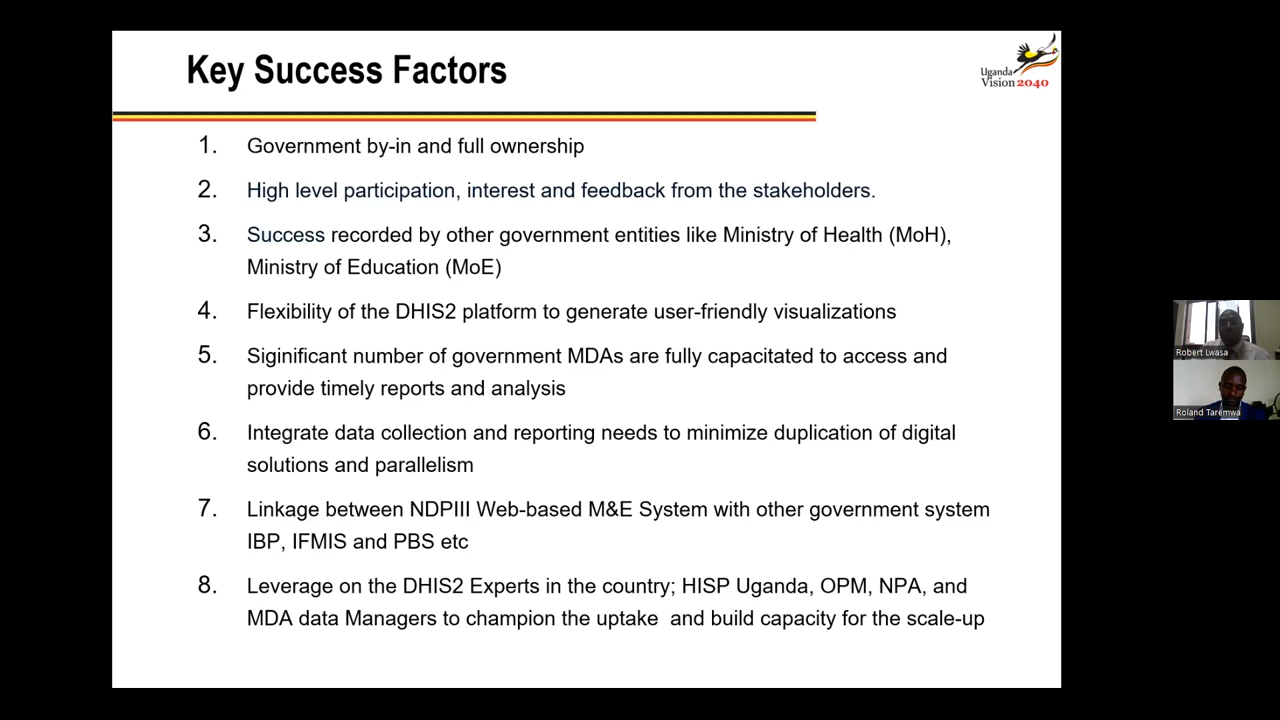 Key Success Factors
Uganda
Vision 2040
1. Government by-in and full ownership
2. High level participation, interest and feedback from the stakeholders.
3. Success recorded by other government entities like Ministry of Health (MoH),
Ministry of Education (MoE)
4. Flexibility of the DHIS2 platform to generate user-friendly visualizations
5. Siginificant number of government MDAs are fully capacitated to access and
provide timely reports and analysis
6. Integrate data collection and reporting needs to minimize duplication of digital
solutions and parallelism
7. Linkage between NDPIII Web-based M&E System with other government system
IBP, IFMIS and PBS etc
8. Leverage on the DHIS2 Experts in the country; HISP Uganda, OPM, NPA, and
MDA data Managers to champion the uptake  and build capacity for the scale-up
Robert Lwasa
Roland Taremwa